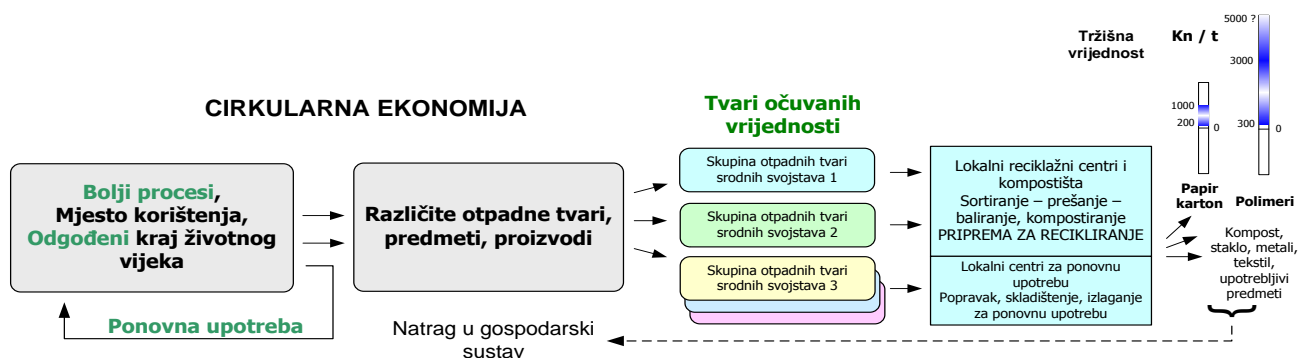 CIRKULARNA EKONOMIJA
Bolji procesi,
Mjesto korištenja,
Odgođeni kraj životnog
vijeka
Ponovna upotreba
Različite otpadne tvari,
predmeti, proizvodi
Tvari očuvanih
vrijednosti
Skupina otpadnih tvari
srodnih svojstava 1
Skupina otpadnih tvari
srodnih svojstava 2
Skupina otpadnih tvari
srodnih svojstava 3
Natrag u gospodarski
sustav
Lokalni reciklažni centri i
kompostišta
Sortiranje – prešanje –
baliranje, kompostiranje
PRIPREMA ZA RECIKLIRANJE
Lokalni centri za ponovnu
upotrebu
Popravak, skladištenje, izlaganje
za ponovnu upotrebu
Tržišna
vrijednost
Kn / t
1000
200
0
5000 ?
3000
300
0
Papir
karton
Polimeri
Kompost,
staklo, metali,
tekstil,
upotrebljivi
predmeti